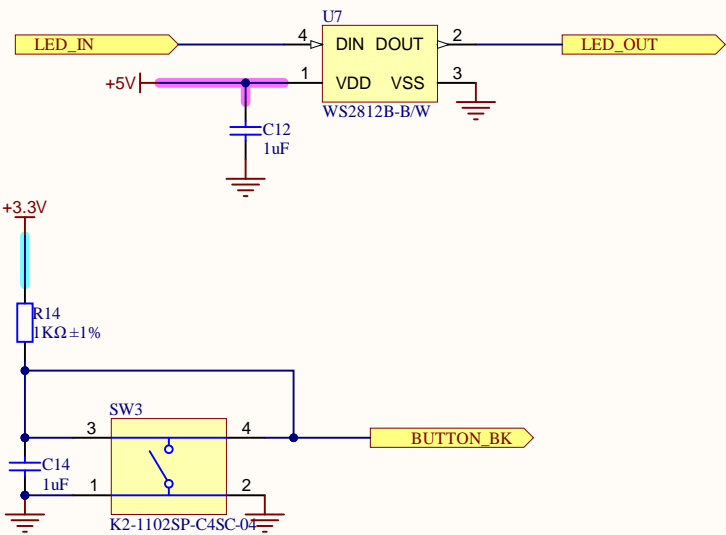 U7
LED_IN
4
DIN
DOUT
2
LED_OUT
+5V
1
VDD
VSS
3
WS2812B-B/W
C12
1uF
+3.3V
R14
1KΩ±1%
SW3
3
4
BUTTON_BK
C14
1uF
1
2
K2-1102SP-C4SC-04